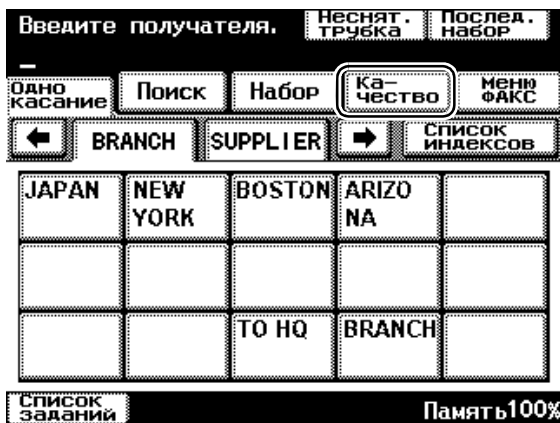 Введите получателя.
Неснят. трубка
Послед. набор
Одно касание
Поиск
Набор
Ка-чество
Меню ФАКС
BRANCH
SUPPLIER
Список индексов
JAPAN
NEW YORK
BOSTON
ARIZO NA
TO HQ
BRANCH
Список заданий
Память100%